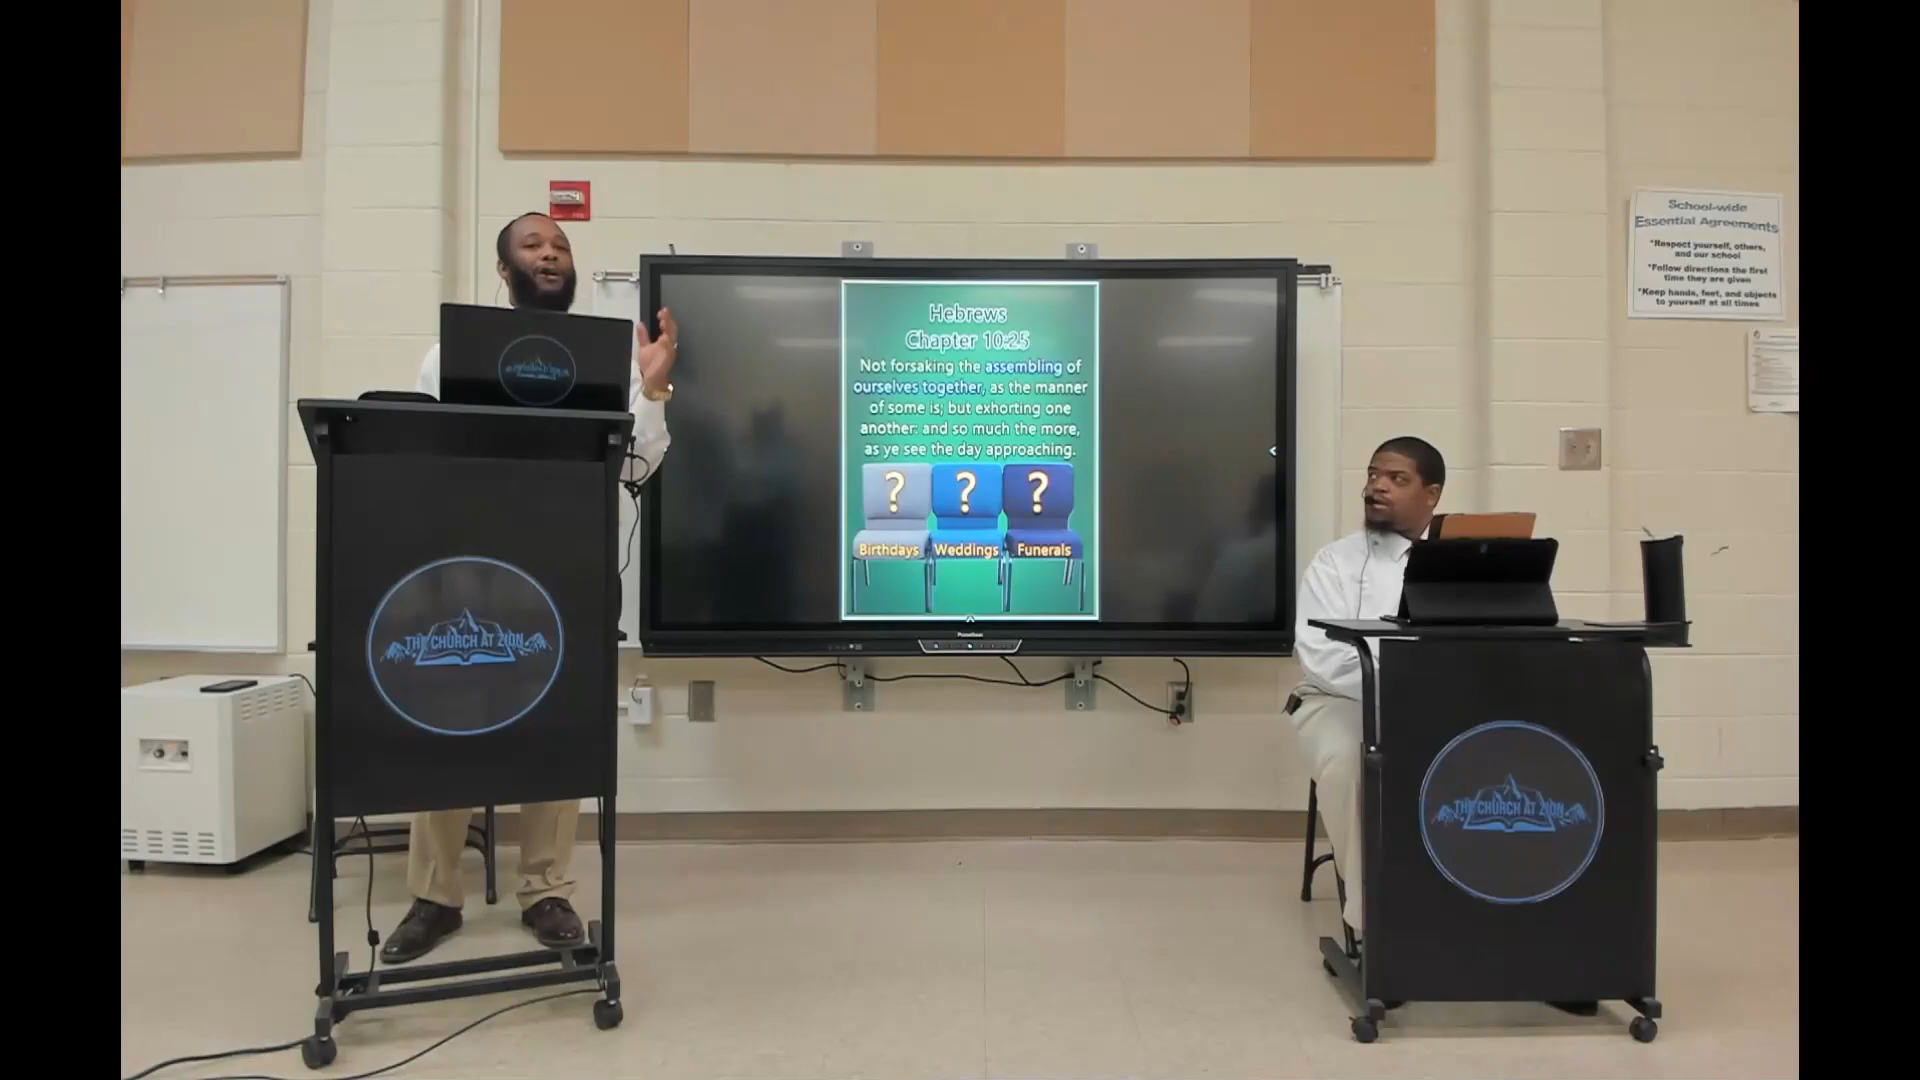 School-wide
Essential Agreements
*Respect yourself, others,
and our school
*Follow directions the first
time they are given
*Keep hands, feet, and objects
to yourself at all times
Hebrews
Chapter 10:25
Not forsaking the assembling of
ourselves together, as the manner
of some is; but exhorting one
another: and so much the more,
as ye see the day approaching.
? ? ?
Birthdays Weddings Funerals
Promethean
THE CHURCH AT ZION
THE CHURCH AT ZION